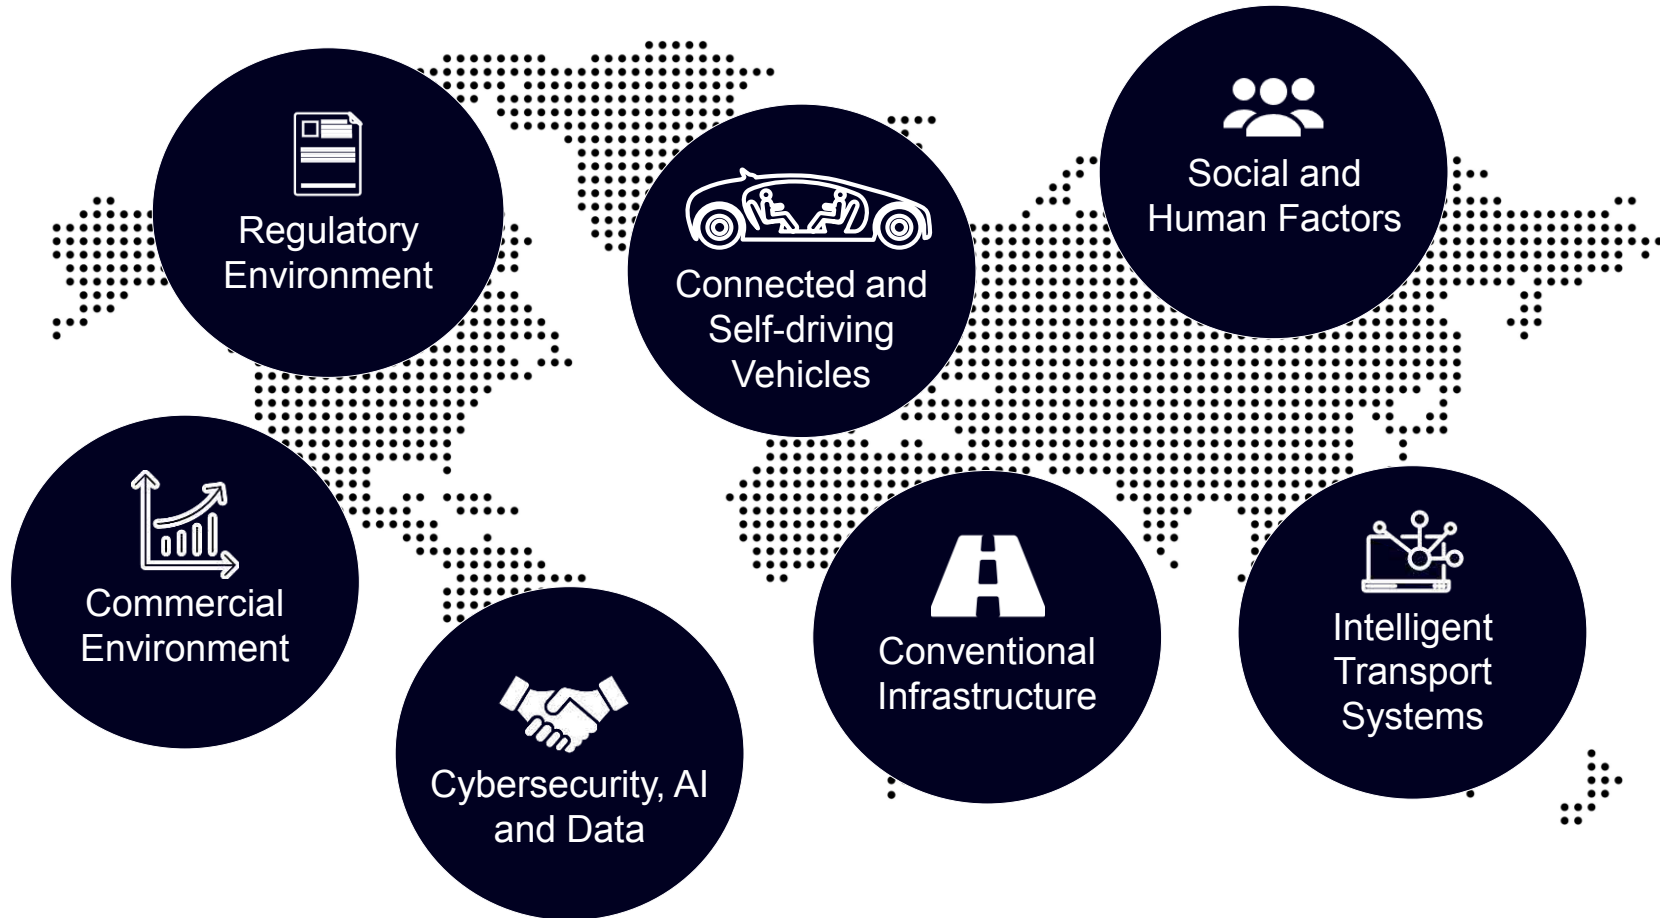 Regulatory
Environment
Connected and
Self-driving
Vehicles
Social and
Human Factors
Commercial
Environment
Cybersecurity, AI
and Data
Conventional
Infrastructure
Intelligent
Transport
Systems